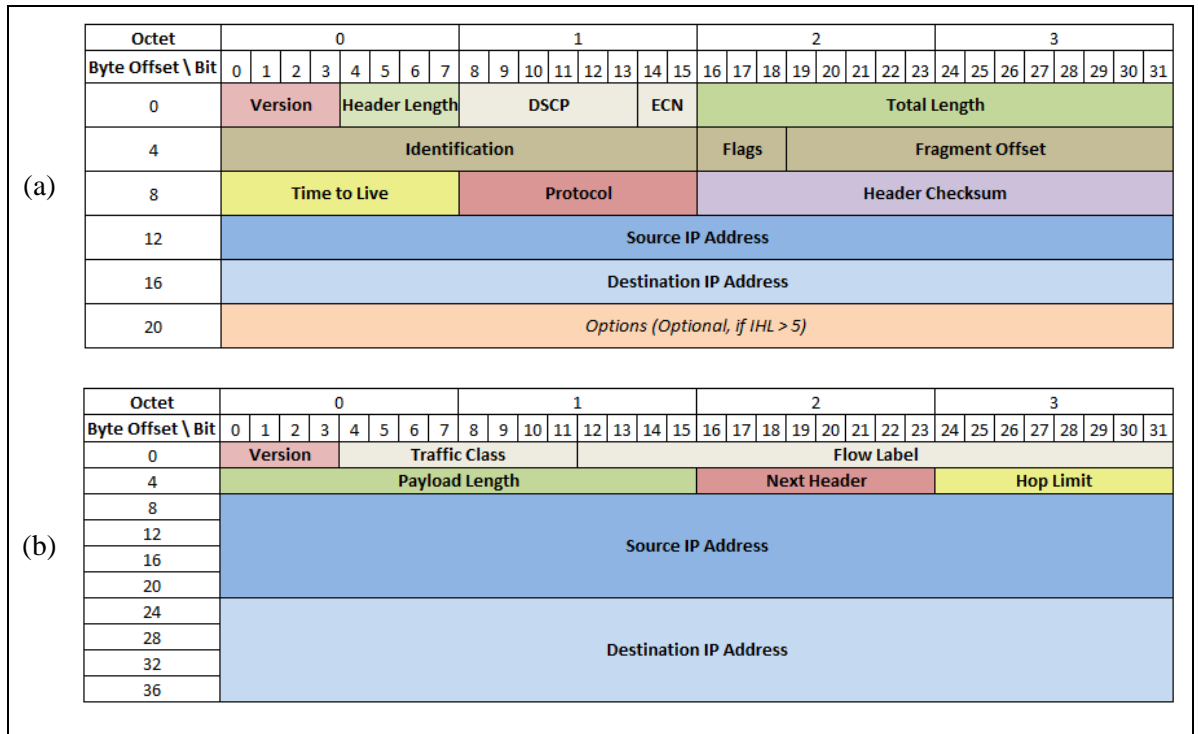 Octet 0 1 2 3
Byte Offset \ Bit 0 1 2 3 4 5 6 7 8 9 10 11 12 13 14 15 16 17 18 19 20 21 22 23 24 25 26 27 28 29 30 31
0 Version Header Length DSCP ECN Total Length
4 Identification Flags Fragment Offset
(a)
8 Time to Live Protocol Header Checksum
12 Source IP Address
16 Destination IP Address
20 Options (Optional, if IHL > 5)
Octet 0 1 2 3
Byte Offset \ Bit 0 1 2 3 4 5 6 7 8 9 10 11 12 13 14 15 16 17 18 19 20 21 22 23 24 25 26 27 28 29 30 31
0 Version Traffic Class Flow Label
4 Payload Length Next Header Hop Limit
8
12
(b)
Source IP Address
16
20
24
28
Destination IP Address
32
36